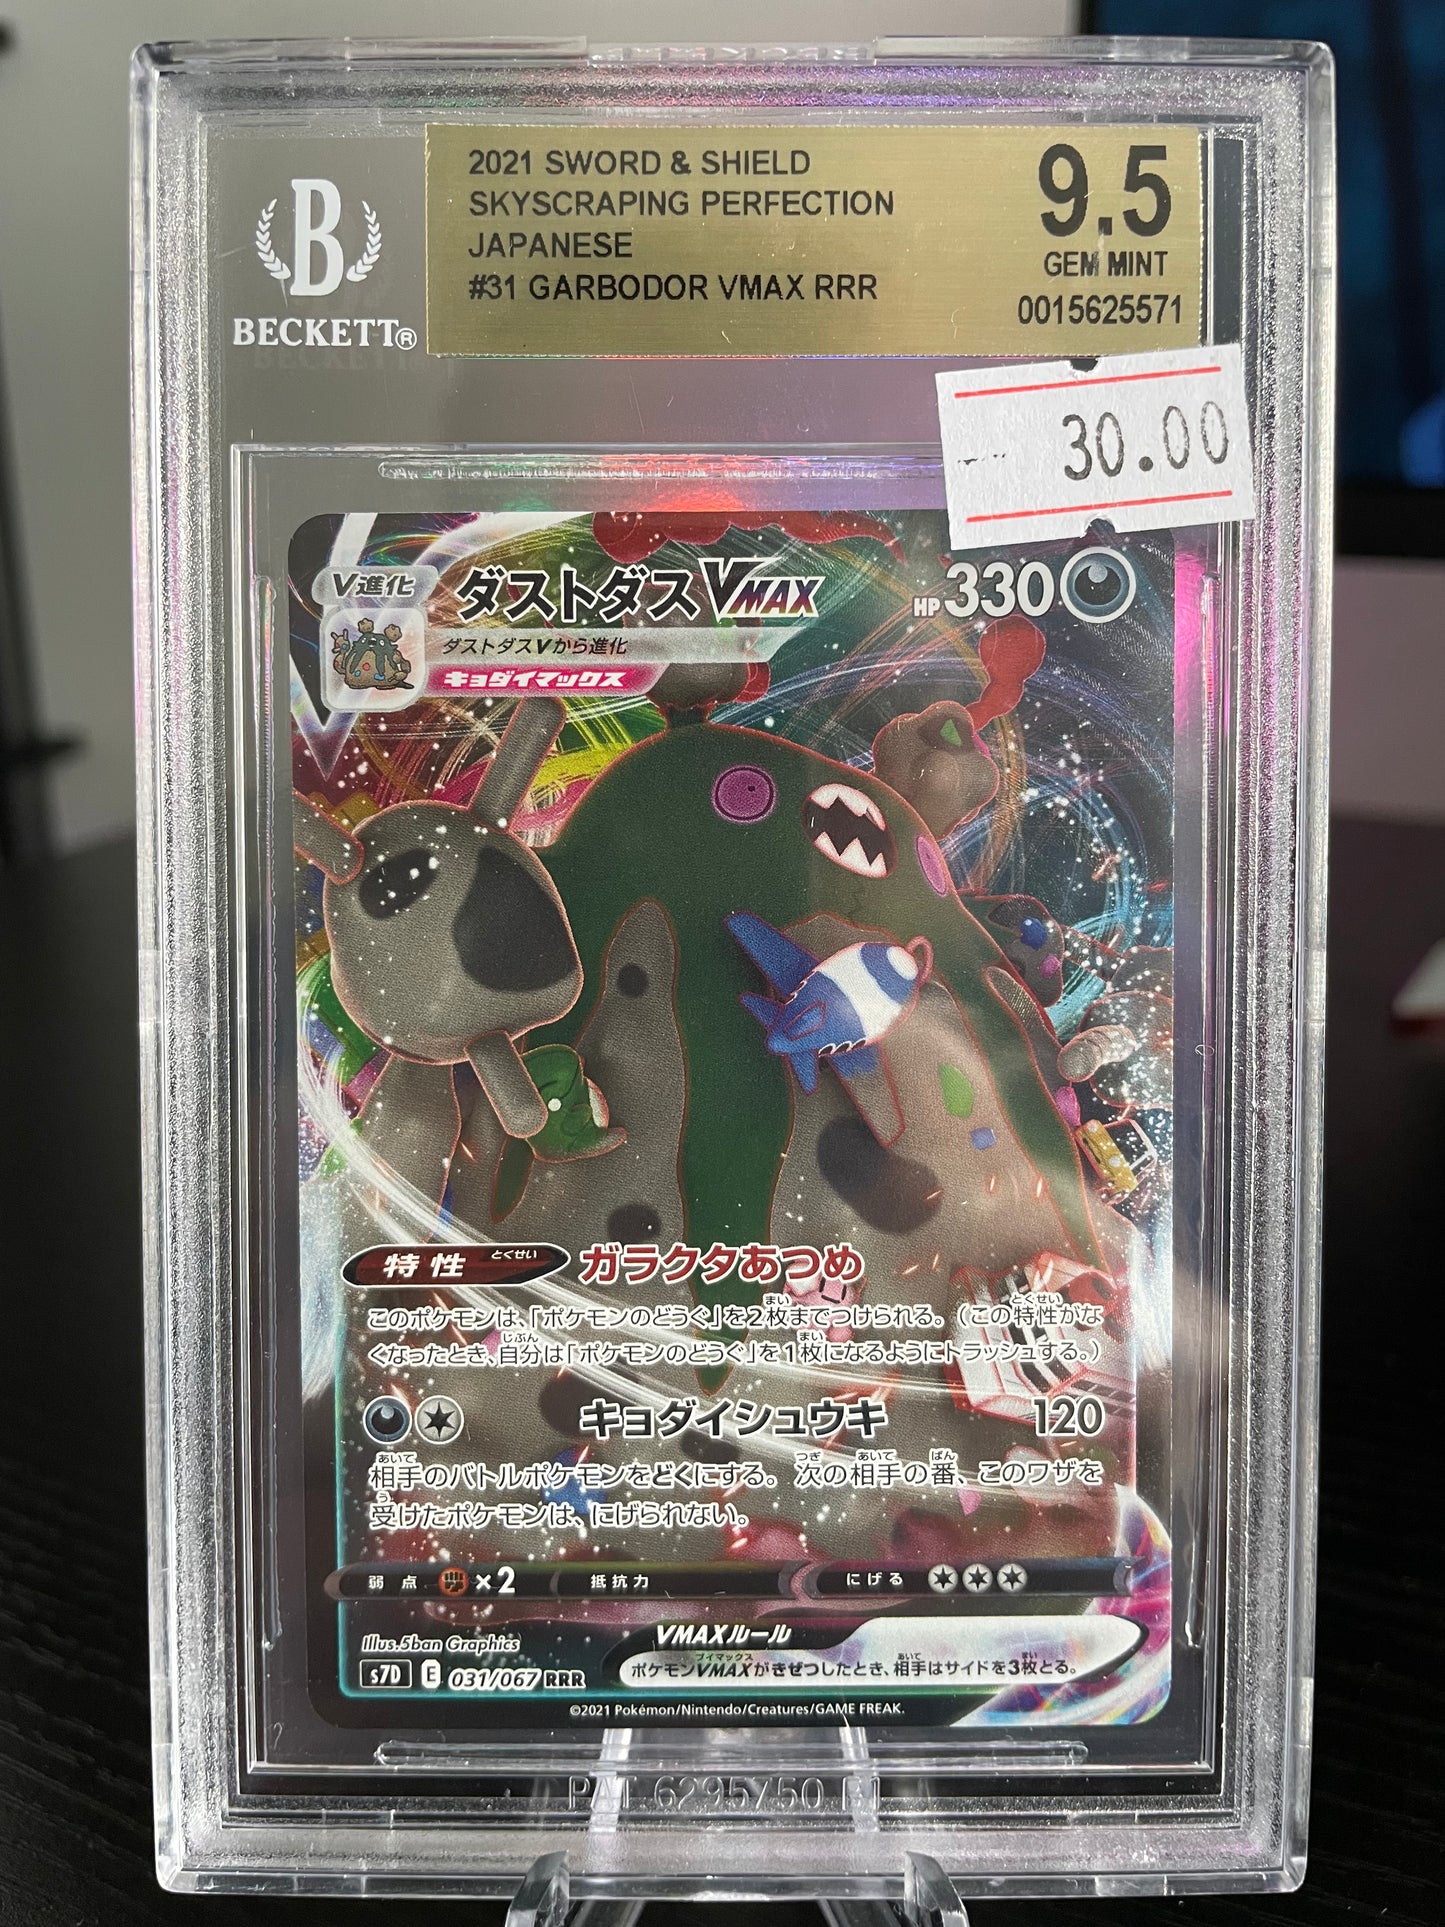 2021 SWORD & SHIELD
SKYSCRAPING PERFECTION
JAPANESE
#31 GARBODOR VMAX RRR
9.5
GEM MINT
0015625571
B
BECKETT®
30.00
V進化
ダストダスVMAX
HP330
ダストダスVから進化
キョダイマックス
特性 とくせい ガラクタあつめ
このポケモンは、「ポケモンのどうぐ」を2枚までつけられる。(この特性がな
くなったとき、自分は「ポケモンのどうぐ」を1枚になるようにトラッシュする。)
キョダイシュウキ 120
相手のバトルポケモンをどくにする。次の相手の番、このワザを
受けたポケモンは、にげられない。
弱点 ×2 抵抗力 にげる
Illus.5ban Graphics
VMAXルール
s7D E 031/067 RRR
ポケモンVMAXがきぜつしたとき、相手はサイドを3枚とる。
©2021 Pokémon/Nintendo/Creatures/GAME FREAK.
PAT 6295750 B1